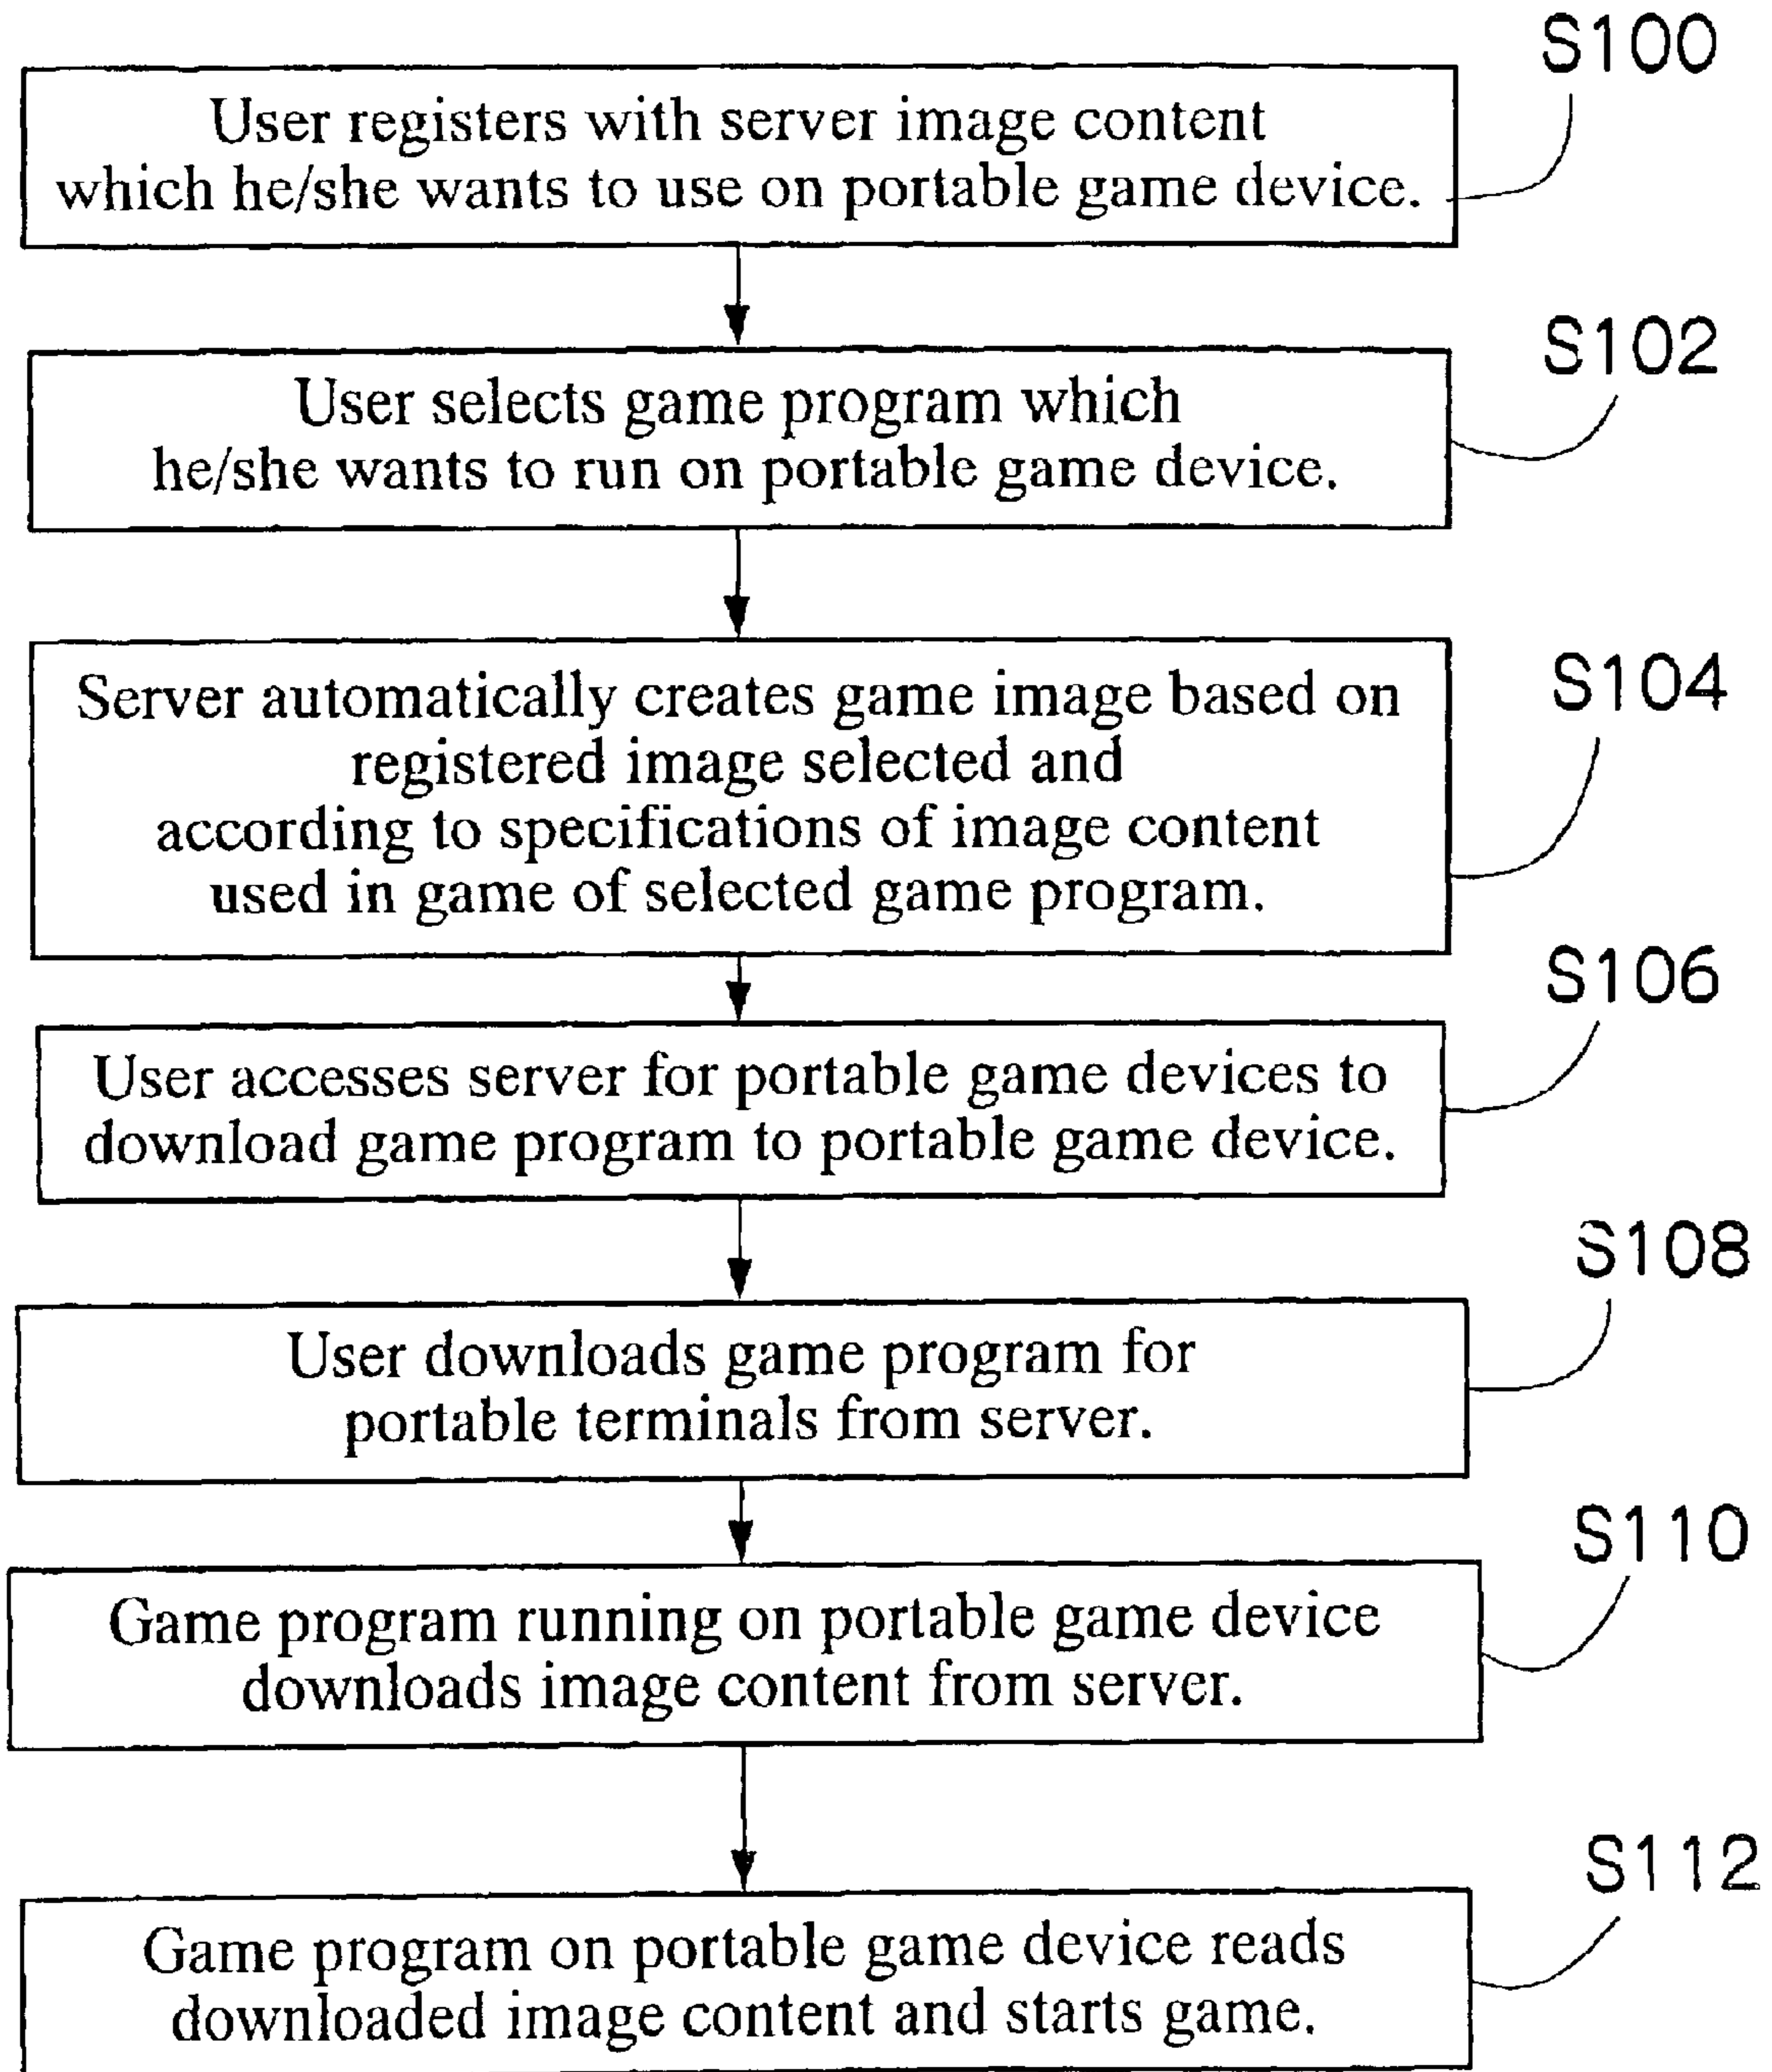 S100
User registers with server image content
which he/she wants to use on portable game device.
S102
User selects game program which
he/she wants to run on portable game device.
S104
Server automatically creates game image based on
registered image selected and
according to specifications of image content
used in game of selected game program.
S106
User accesses server for portable game devices to
download game program to portable game device.
S108
User downloads game program for
portable terminals from server.
S110
Game program running on portable game device
downloads image content from server.
S112
Game program on portable game device reads
downloaded image content and starts game.